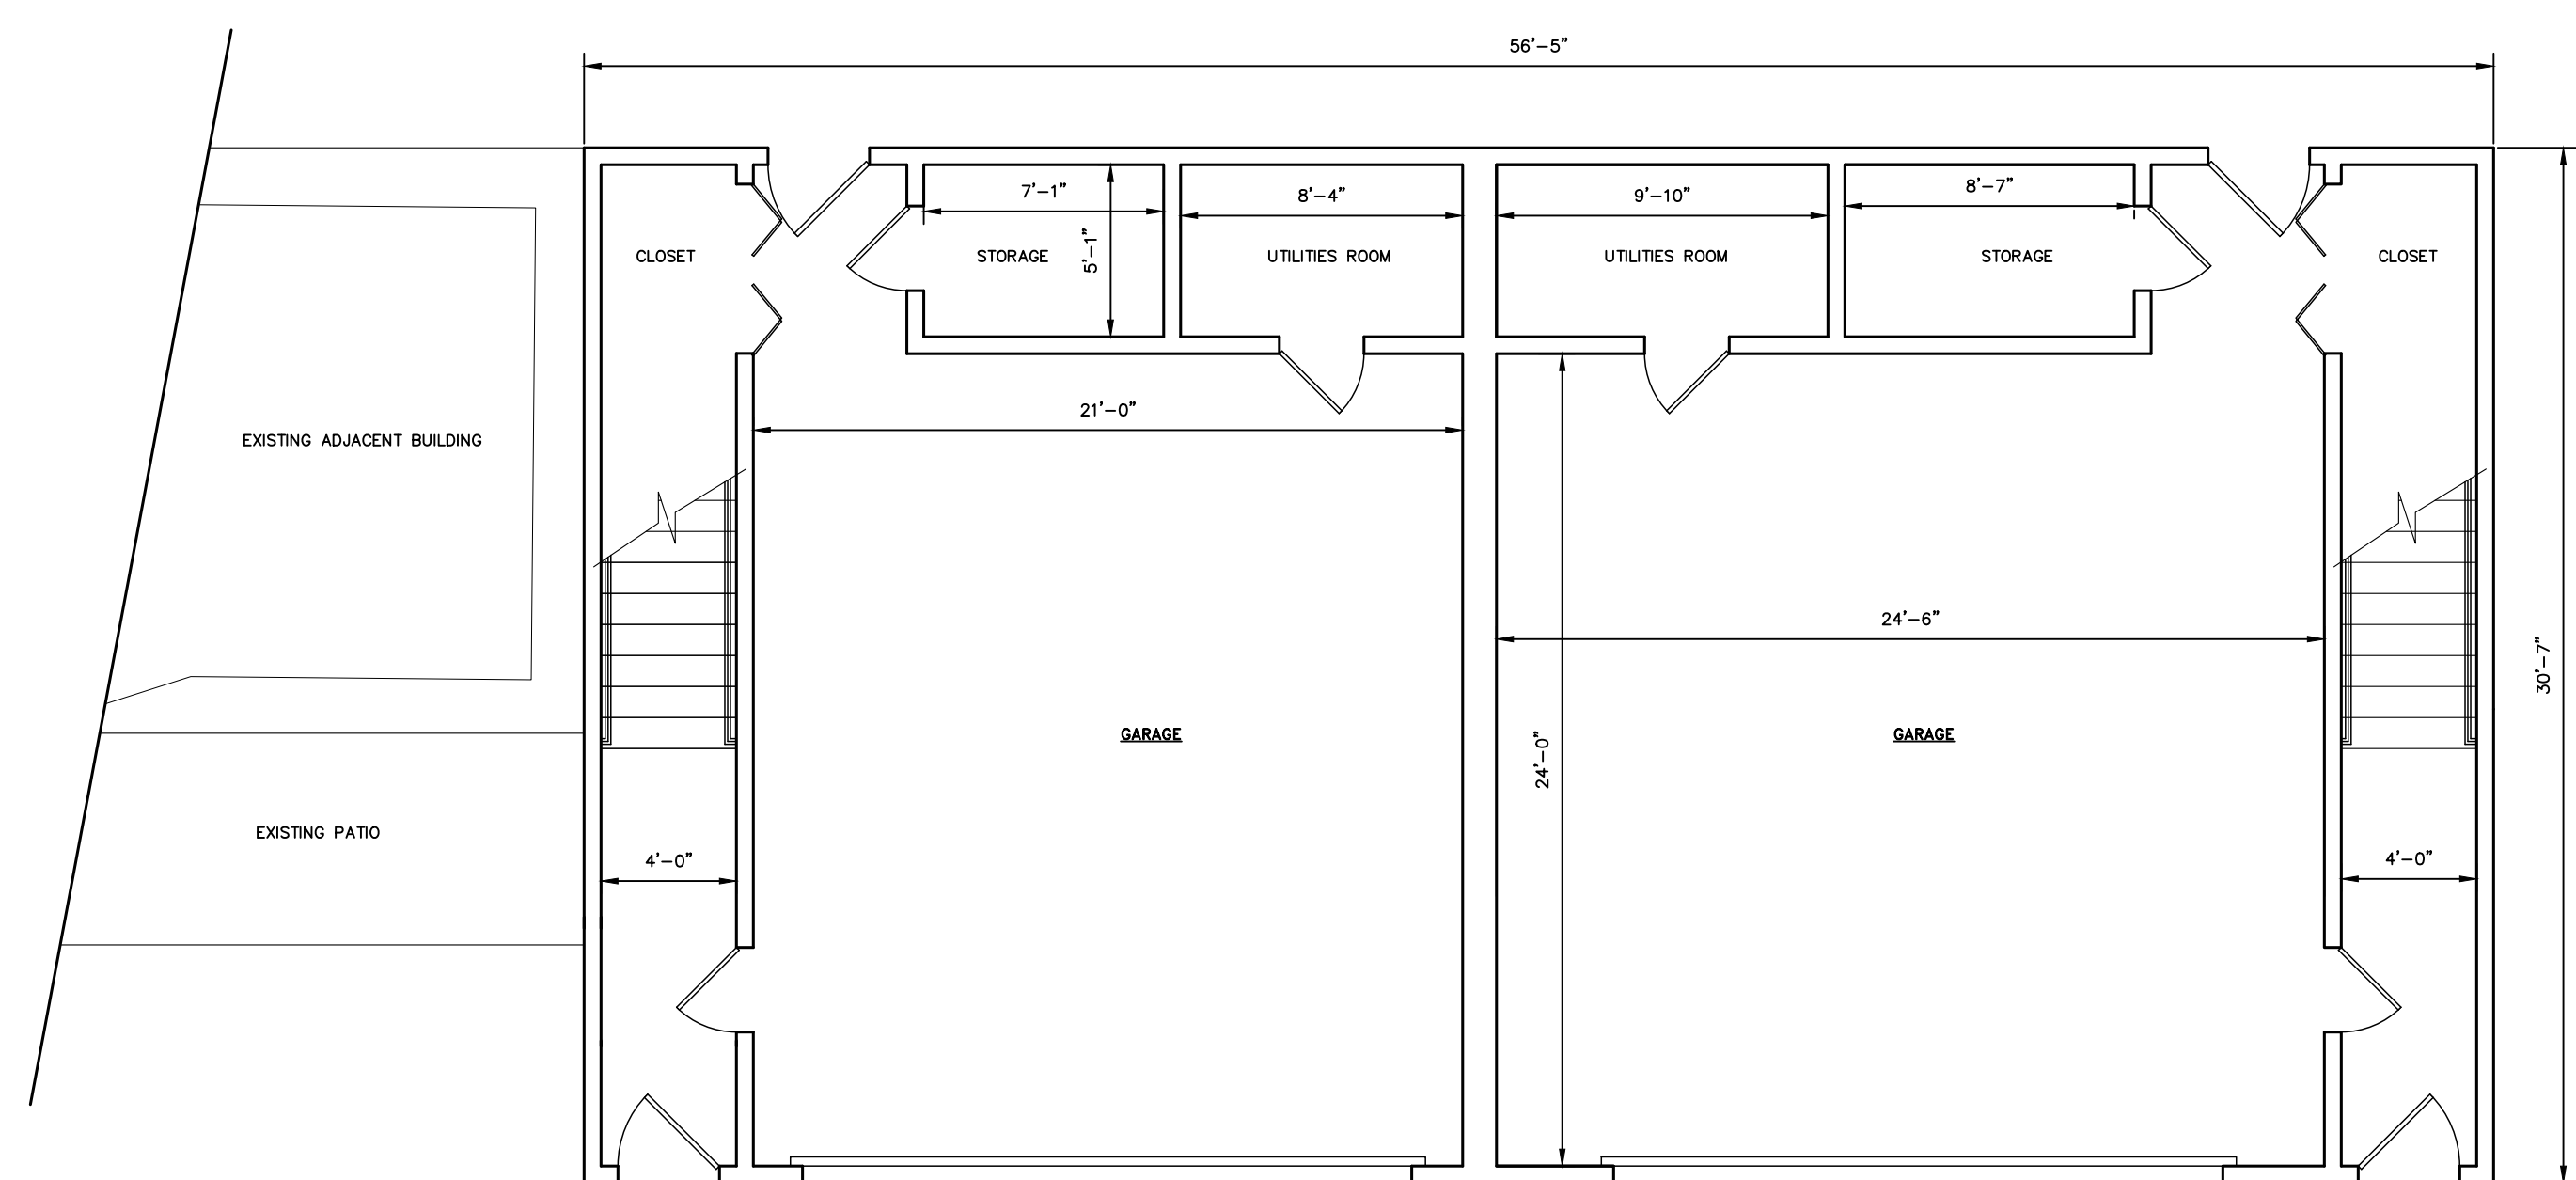 56'-5"
7'-1"
8'-4"
9'-10"
8'-7"
5'-1"
CLOSET
STORAGE
UTILITIES ROOM
UTILITIES ROOM
STORAGE
CLOSET
21'-0"
EXISTING ADJACENT BUILDING
24'-6"
30'-7"
GARAGE
GARAGE
24'-0"
EXISTING PATIO
4'-0"
4'-0"